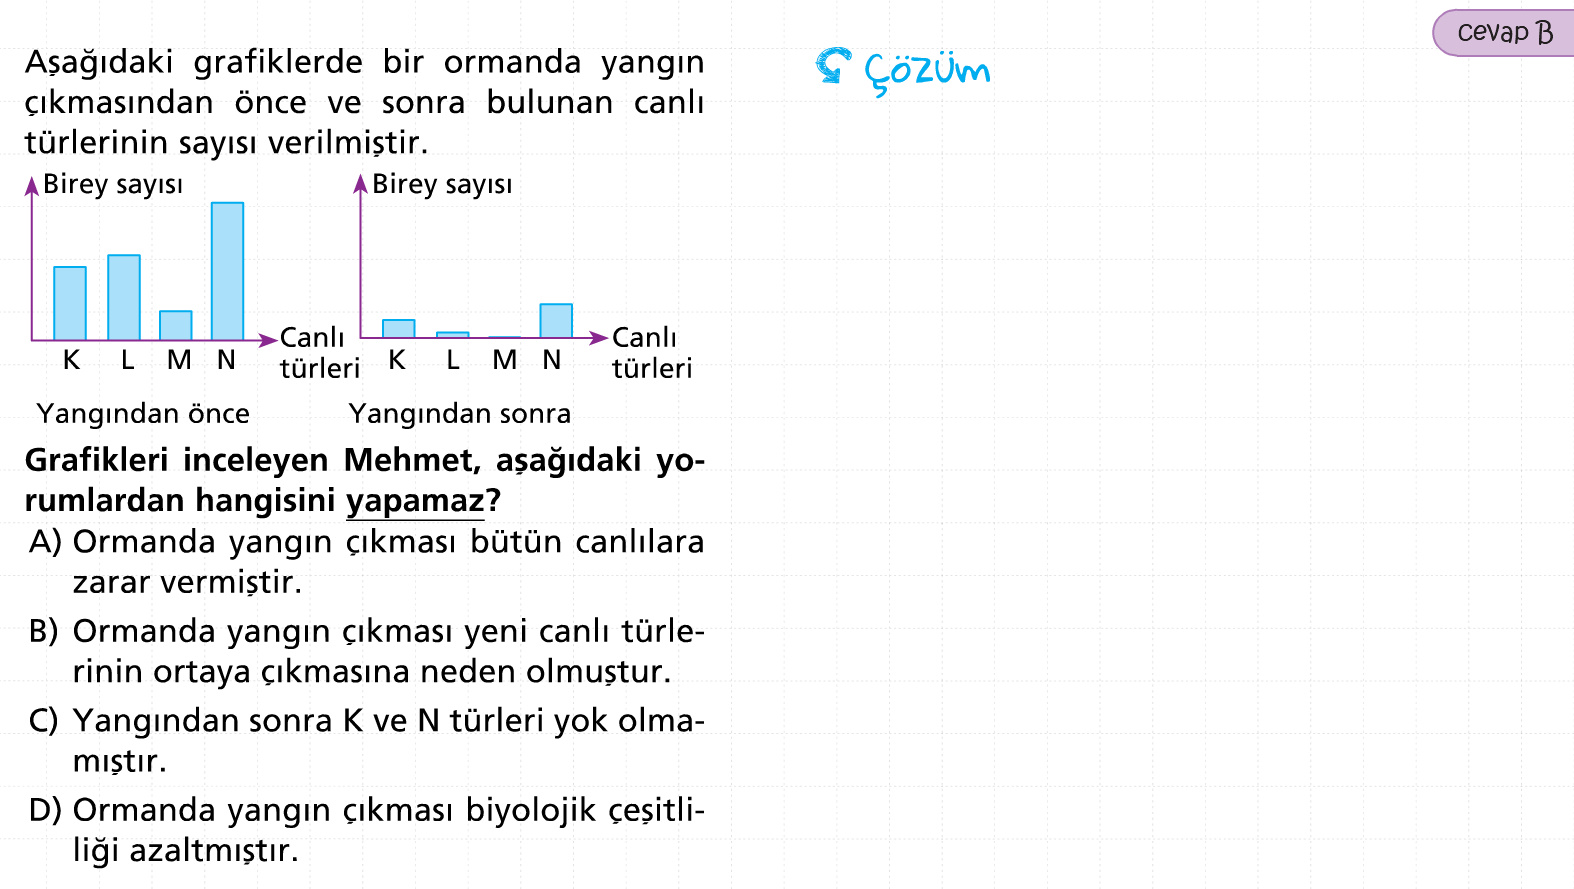 cevap B
Aşağıdaki grafiklerde bir ormanda yangın
çıkmasından önce ve sonra bulunan canlı
türlerinin sayısı verilmiştir.
Birey sayısı
K L M N
Canlı
türleri
Yangından önce
Birey sayısı
K L M N
Canlı
türleri
Yangından sonra
Grafikleri inceleyen Mehmet, aşağıdaki yo-
rumlardan hangisini yapamaz?
A) Ormanda yangın çıkması bütün canlılara
zarar vermiştir.
B) Ormanda yangın çıkması yeni canlı türle-
rinin ortaya çıkmasına neden olmuştur.
C) Yangından sonra K ve N türleri yok olma-
mıştır.
D) Ormanda yangın çıkması biyolojik çeşitli-
liği azaltmıştır.
Çözüm